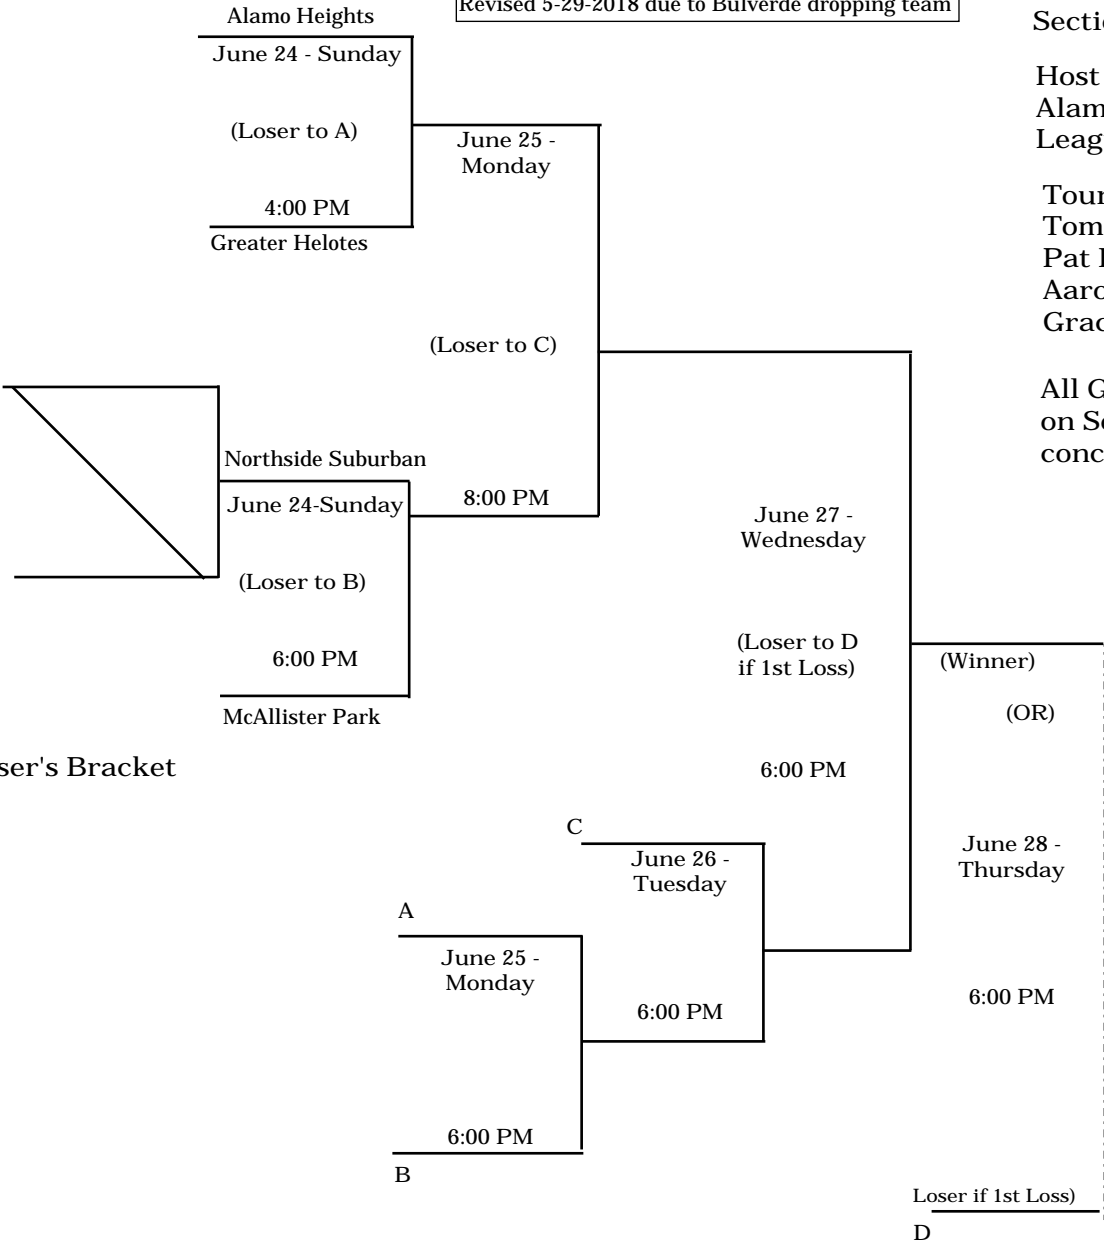 Revised 5-29-2018 due to Bulverde dropping team
Alamo Heights
June 24 - Sunday
(Loser to A)
4:00 PM
Greater Helotes
June 25 -
Monday
(Loser to C)
8:00 PM
Northside Suburban
June 24-Sunday
(Loser to B)
6:00 PM
McAllister Park
June 27 -
Wednesday
(Loser to D
if 1st Loss)
6:00 PM
(Winner)
(OR)
June 28 -
Thursday
6:00 PM
Loser if 1st Loss)
D
ser's Bracket
C
June 26 -
Tuesday
6:00 PM
A
June 25 -
Monday
6:00 PM
B
Secti
Host
Alam
Leag
Tour
Tom
Pat
Aaro
Grac
All G
on Se
conc